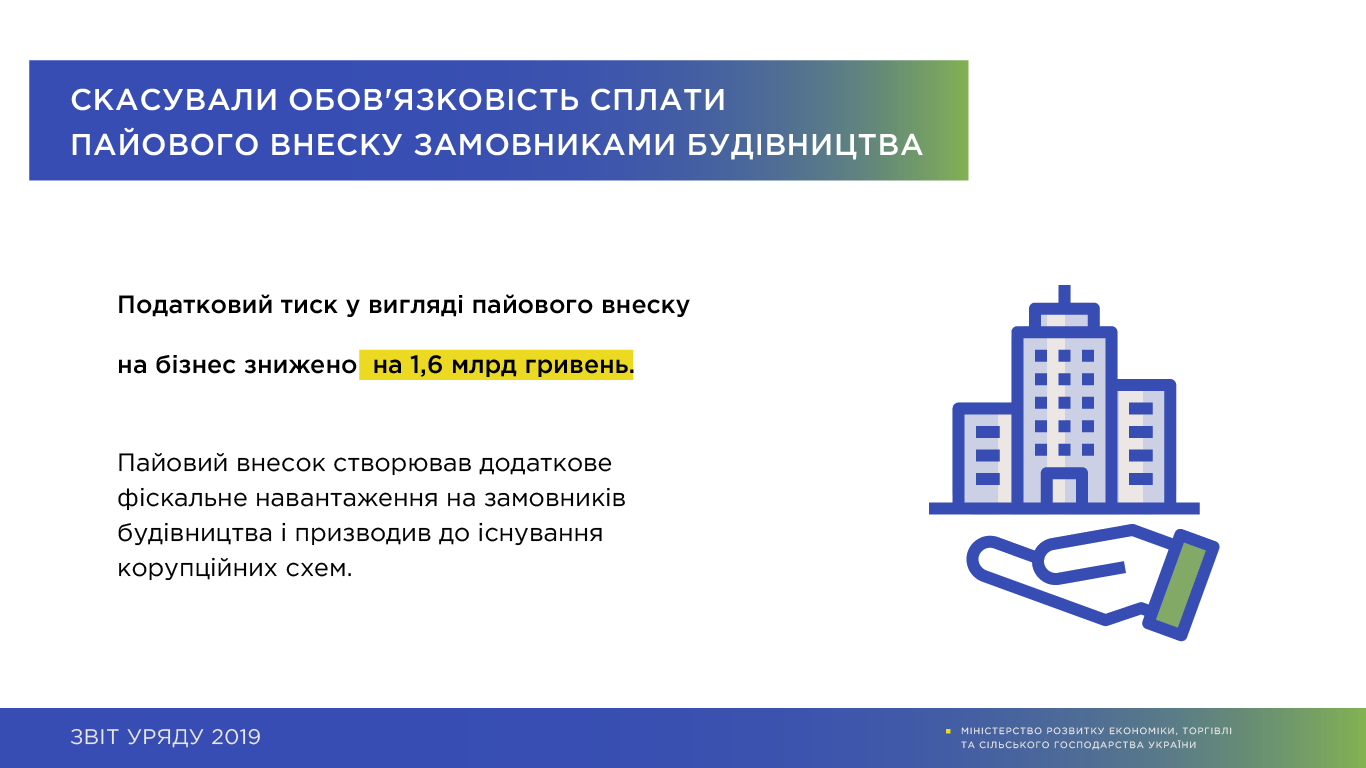 СКАСУВАЛИ ОБОВ'ЯЗКОВІСТЬ СПЛАТИ
ПАЙОВОГО ВНЕСКУ ЗАМОВНИКАМИ БУДІВНИЦТВА
Податковий тиск у вигляді пайового внеску
на бізнес знижено на 1,6 млрд гривень.
Пайовий внесок створював додаткове
фіскальне навантаження на замовників
будівництва і призводив до існування
корупційних схем.
ЗВІТ УРЯДУ 2019
МІНІСТЕРСТВО РОЗВИТКУ ЕКОНОМІКИ, ТОРГІВЛІ
ТА СІЛЬСЬКОГО ГОСПОДАРСТВА УКРАЇНИ